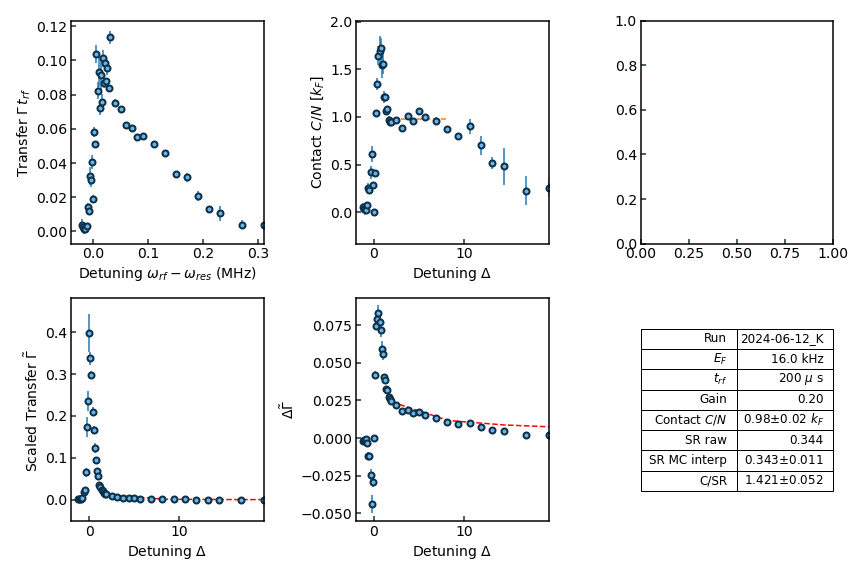 0.12
0.10
0.08
0.06
0.04
0.02
0.00
Transfer Γ t_rf
0.0
0.1
0.2
0.3
Detuning ω_rf − ω_res (MHz)
2.0
1.5
1.0
0.5
0.0
Contact C/N [k_F]
0
10
Detuning Δ
1.0
0.8
0.6
0.4
0.2
0.0
0.00
0.25
0.50
0.75
1.00
0.4
0.3
0.2
0.1
0.0
Scaled Transfer Γ̃
0
10
Detuning Δ
0.075
0.050
0.025
0.000
−0.025
−0.050
ΔΓ̃
0
10
Detuning Δ
Run 2024-06-12_K
E_F 16.0 kHz
t_rf 200 μ s
Gain 0.20
Contact C/N 0.98±0.02 k_F
SR raw 0.344
SR MC interp 0.343±0.011
C/SR 1.421±0.052